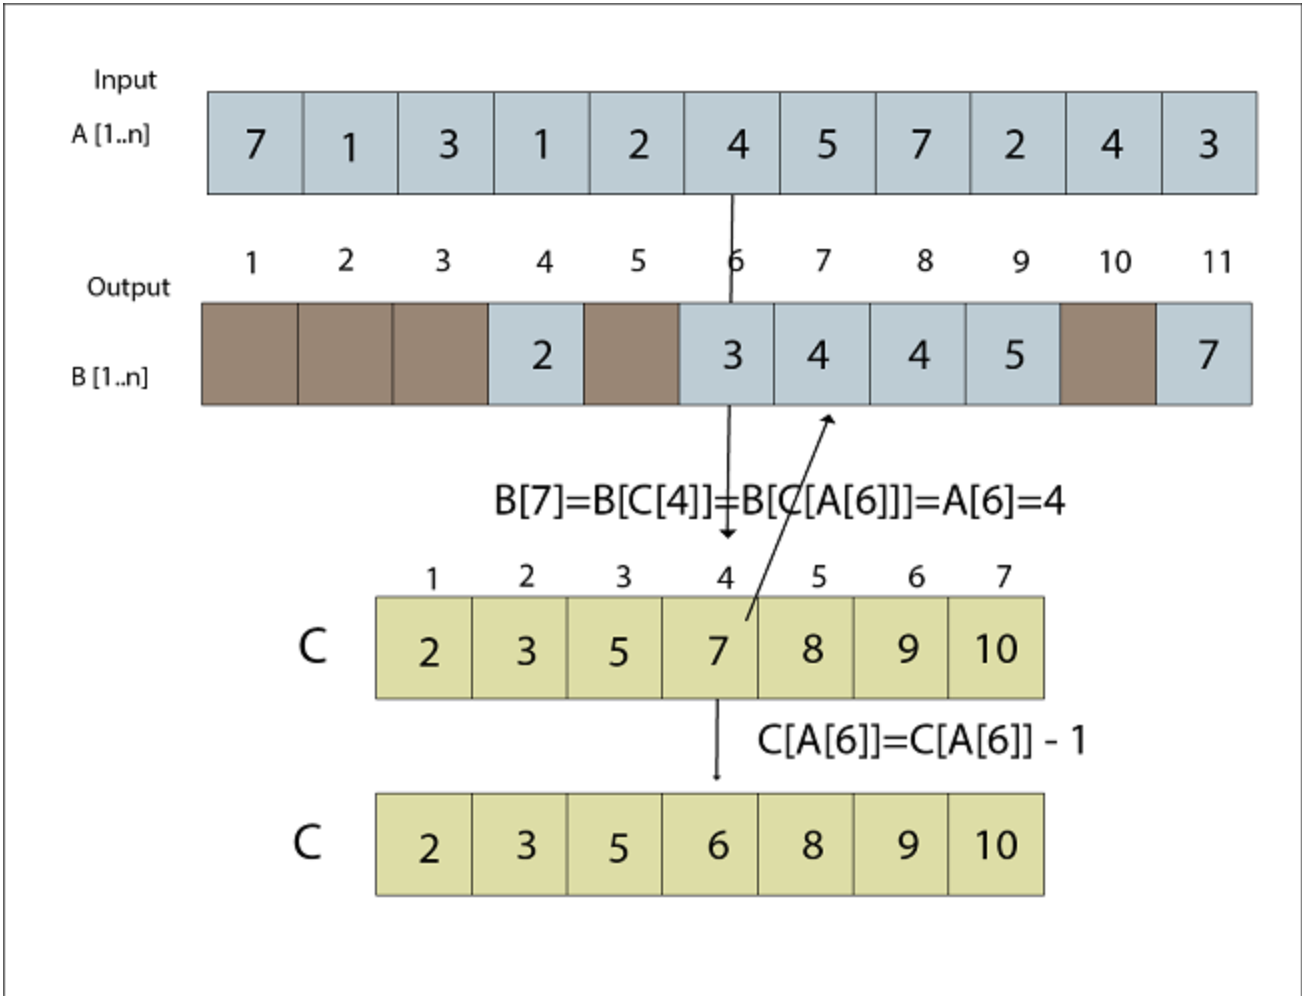 Input
A [1..n]
7 1 3 1 2 4 5 7 2 4 3
1 2 3 4 5 6 7 8 9 10 11
Output
B [1..n]
2 3 4 4 5 7
B[7]=B[C[4]]=B[C[A[6]]]=A[6]=4
1 2 3 4 5 6 7
C 2 3 5 7 8 9 10
C[A[6]]=C[A[6]] - 1
C 2 3 5 6 8 9 10